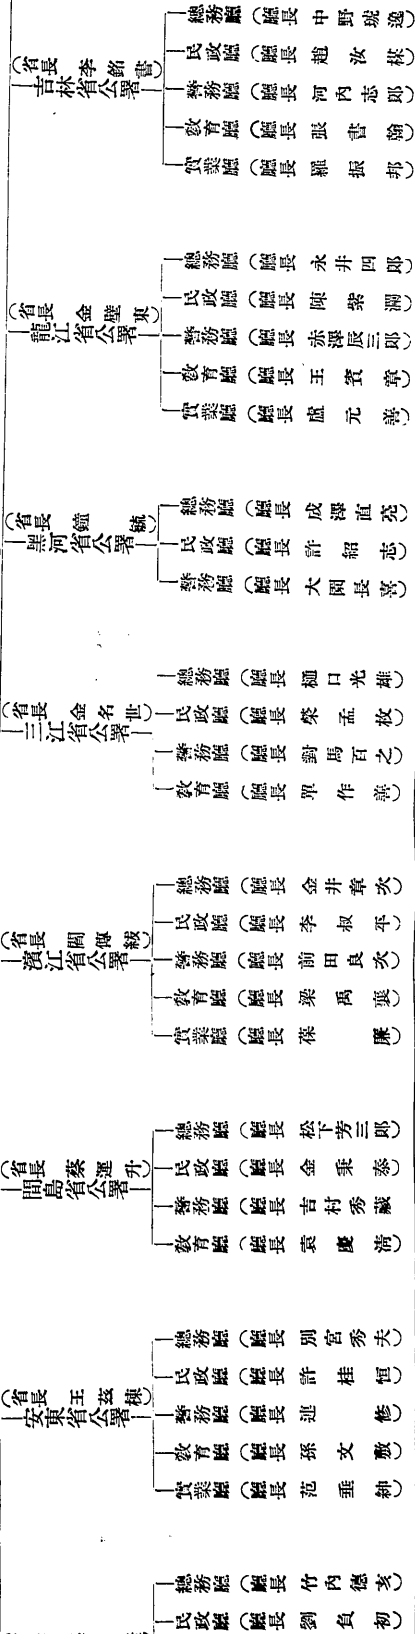 吉林省公署
(省長 李銘書)
總務廳 (廳長 中野琥逸)
民政廳 (廳長 趙汝楳)
警務廳 (廳長 河內志郎)
教育廳 (廳長 張書翰)
實業廳 (廳長 羅振邦)
龍江省公署
(省長 金壁東)
總務廳 (廳長 永井四郎)
民政廳 (廳長 陳紫瀾)
警務廳 (廳長 赤澤辰三郎)
教育廳 (廳長 王賓章)
實業廳 (廳長 盧元善)
黑河省公署
(省長 鐘毓)
總務廳 (廳長 成澤直亮)
民政廳 (廳長 許紹志)
警務廳 (廳長 大園長喜)
三江省公署
(省長 金名世)
總務廳 (廳長 樋口光雄)
民政廳 (廳長 榮孟枚)
警務廳 (廳長 對馬百之)
教育廳 (廳長 單作善)
濱江省公署
(省長 閻傳紱)
總務廳 (廳長 金井章次)
民政廳 (廳長 李叔平)
警務廳 (廳長 前田良次)
教育廳 (廳長 梁禹襄)
實業廳 (廳長 葆廉)
間島省公署
(省長 蔡運升)
總務廳 (廳長 松下芳三郎)
民政廳 (廳長 金秉泰)
警務廳 (廳長 吉村秀藏)
教育廳 (廳長 袁慶清)
安東省公署
(省長 王茲棟)
總務廳 (廳長 別宮秀夫)
民政廳 (廳長 許桂恒)
警務廳 (廳長 連修)
教育廳 (廳長 孫文敷)
實業廳 (廳長 范垂紳)
總務廳 (廳長 竹內德亥)
民政廳 (廳長 劉負初)